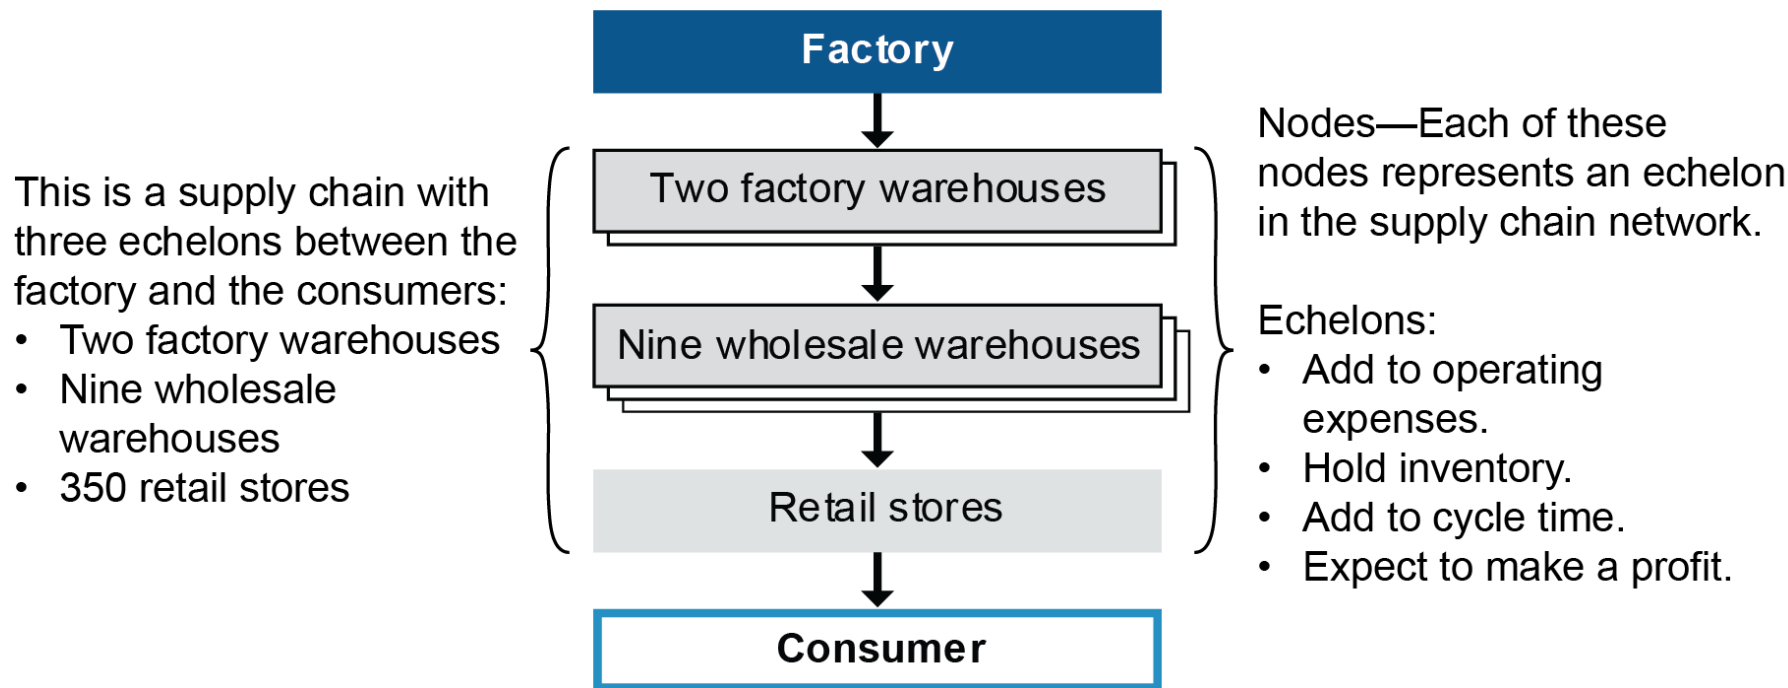 Factory
This is a supply chain with
three echelons between the
factory and the consumers:
• Two factory warehouses
• Nine wholesale
warehouses
• 350 retail stores
Two factory warehouses
Nine wholesale warehouses
Retail stores
Consumer
Nodes—Each of these
nodes represents an echelon
in the supply chain network.
Echelons:
• Add to operating
expenses.
• Hold inventory.
• Add to cycle time.
• Expect to make a profit.